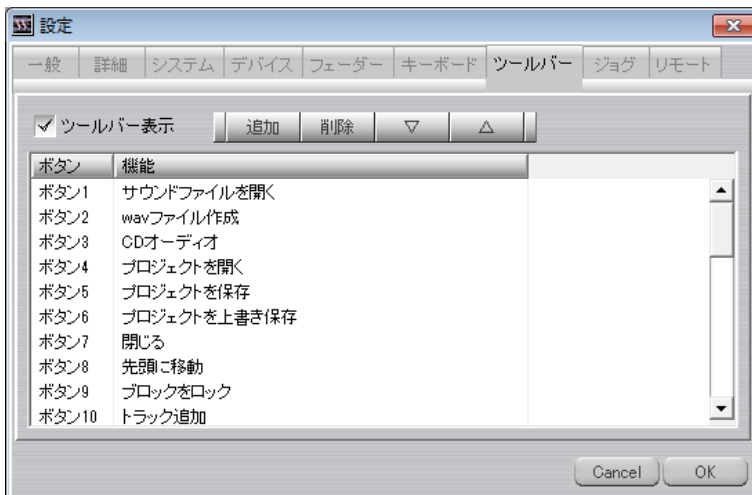 設定
一般 詳細 システム デバイス フェーダー キーボード ツールバー ジョグ リモート
ツールバー表示 追加 削除 ▽ △
ボタン 機能
ボタン1 サウンドファイルを開く
ボタン2 wavファイル作成
ボタン3 CDオーディオ
ボタン4 プロジェクトを開く
ボタン5 プロジェクトを保存
ボタン6 プロジェクトを上書き保存
ボタン7 閉じる
ボタン8 先頭に移動
ボタン9 ブロックをロック
ボタン10 トラック追加
Cancel OK